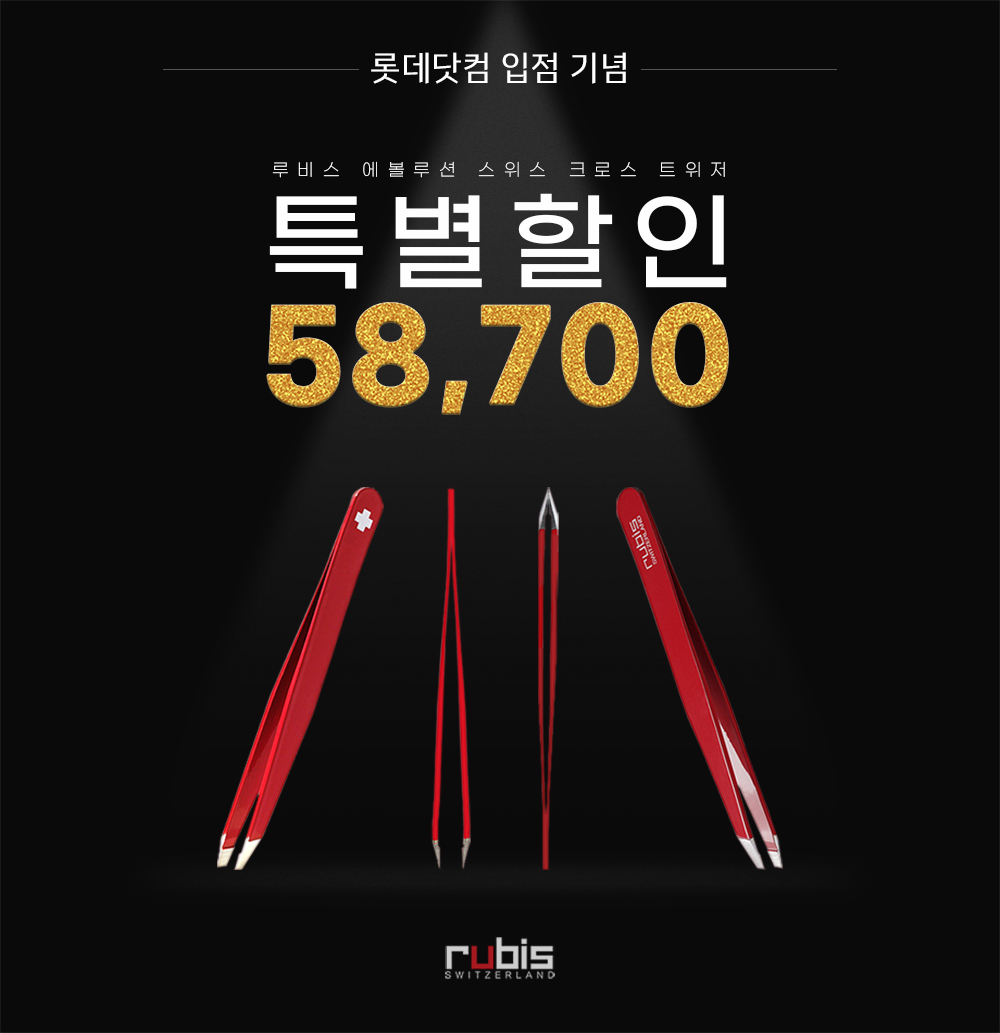 롯데닷컴 입점 기념
루비스 에볼루션 스위스 크로스 트위저
특별할인
58,700
rubis
SWITZERLAND
rubis
SWITZERLAND